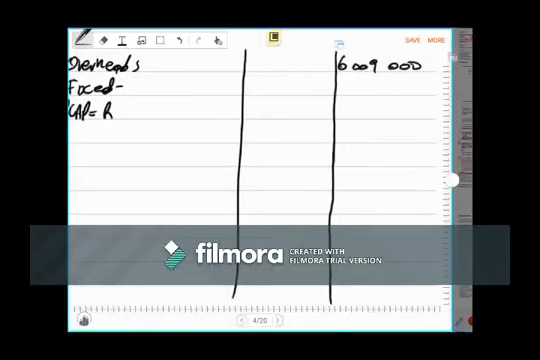 SAVE MORE
Overheads 6 009 000
Fixed-
CAP= R
filmora CREATED WITH
FILMORA TRIAL VERSION
4/20